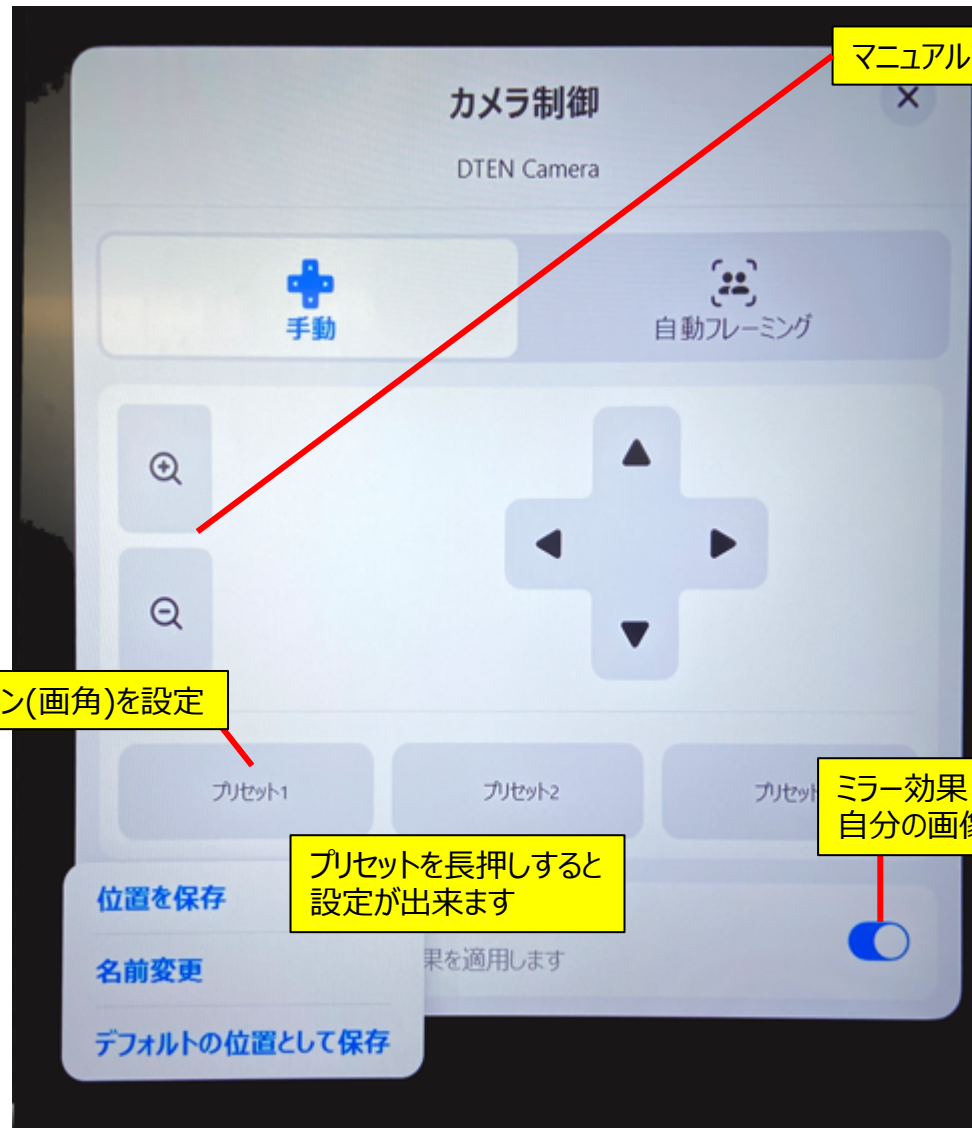 マニュアル
カメラ制御
DTEN Camera
手動
自動フレーミング
ン(画角)を設定
プリセット1
プリセット2
プリセット
ミラー効果
自分の画像
プリセットを長押しすると
設定が出来ます
位置を保存
果を適用します
名前変更
デフォルトの位置として保存